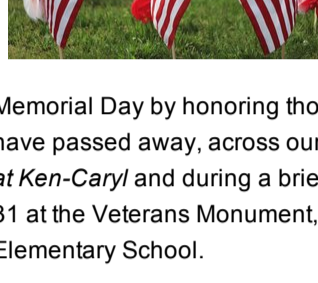 Memorial Day by honoring tho
have passed away, across our
at Ken-Caryl and during a brie
31 at the Veterans Monument,
Elementary School.